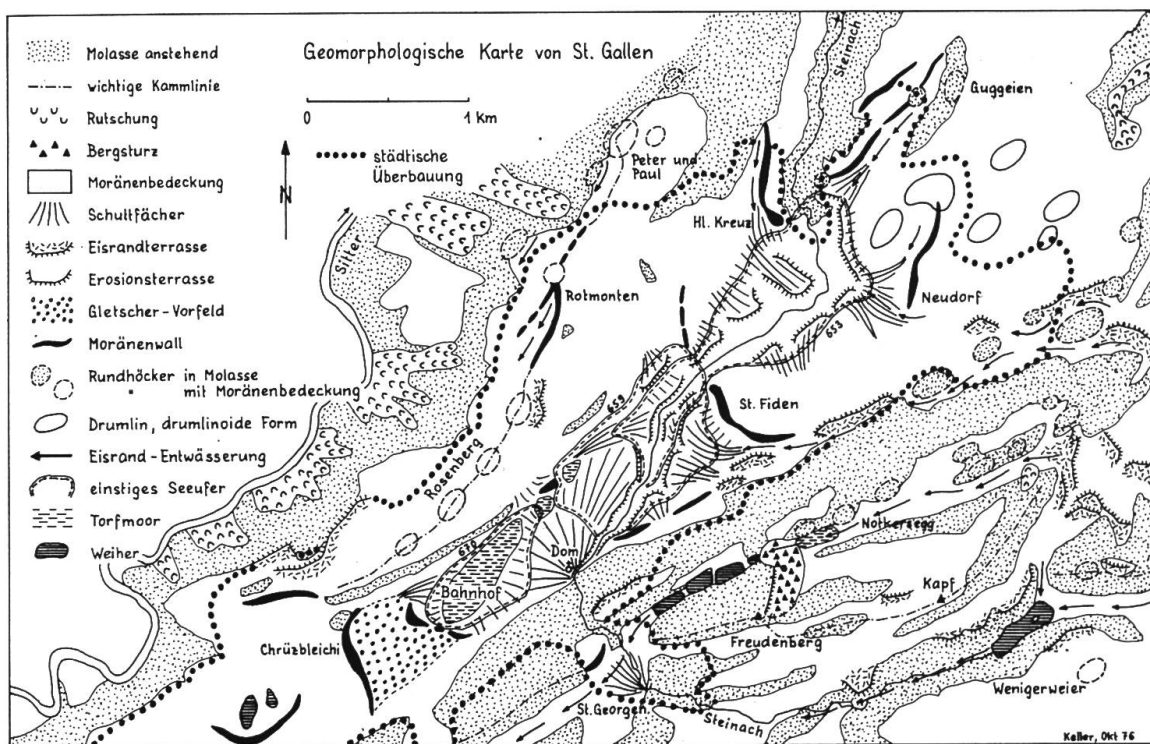 Geomorphologische Karte von St. Gallen
0
1 Km
N
städtische
Überbauung
Molasse anstehend
wichtige Kammlinie
Rutschung
Bergsturz
Moränenbedeckung
Schuttfächer
Eisrandterrasse
Erosionsterrasse
Gletscher-Vorfeld
Moränenwall
Rundhöcker in Molasse
mit Moränenbedeckung
Drumlin, drumlinoide Form
Eisrand-Entwässerung
einstiges Seeufer
Torfmoor
Weiher
Sitter
Steinach
Guggeien
Peter und
Paul
Hl. Kreuz
Rotmonten
Neudorf
653
659
St. Fiden
Rosenberg
670
Dom
Bahnhof
Notkersegg
Kapf
Freudenberg
Chrüzbleichi
St. Georgen
Steinach
Wenigerweier
Keller, Okt 76